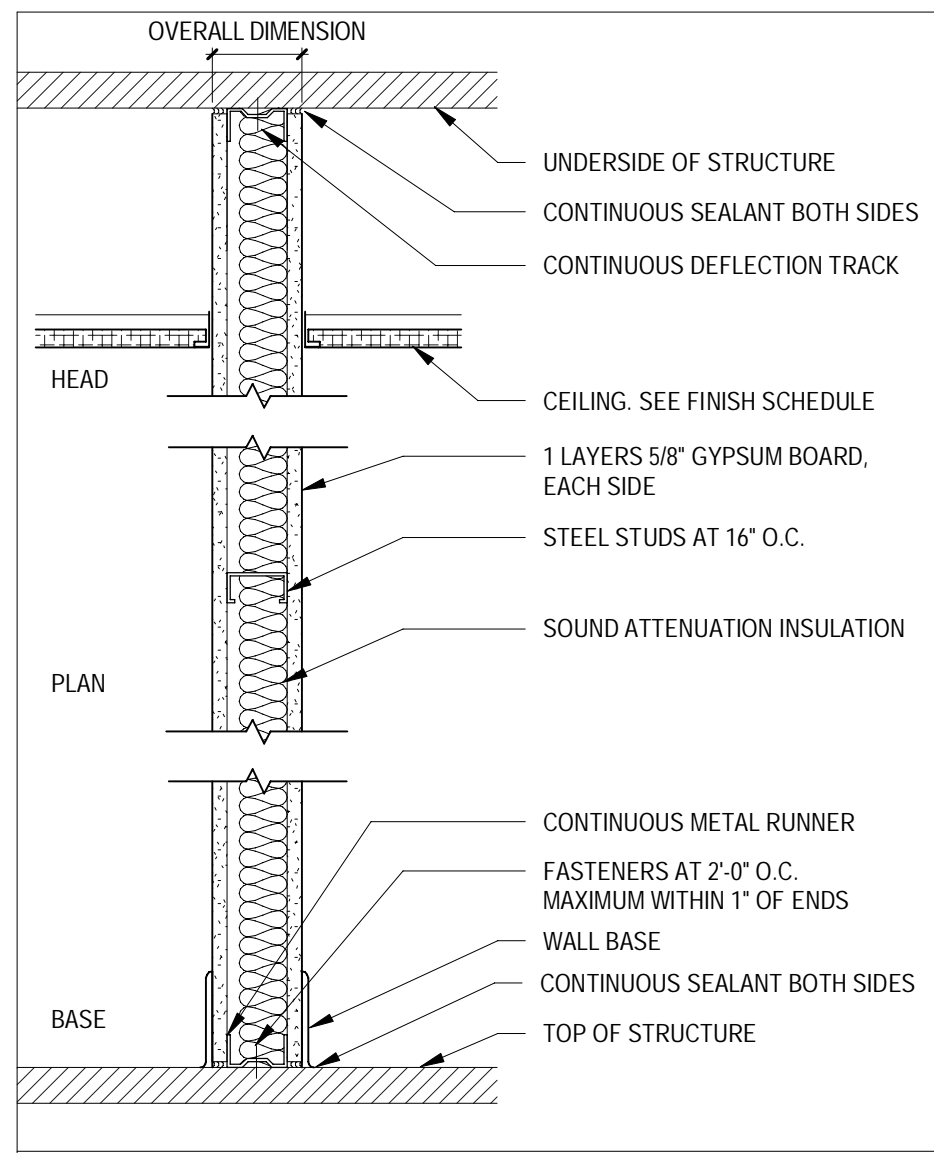 OVERALL DIMENSION
UNDERSIDE OF STRUCTURE
CONTINUOUS SEALANT BOTH SIDES
CONTINUOUS DEFLECTION TRACK
HEAD
CEILING. SEE FINISH SCHEDULE
1 LAYERS 5/8" GYPSUM BOARD,
EACH SIDE
STEEL STUDS AT 16" O.C.
SOUND ATTENUATION INSULATION
PLAN
CONTINUOUS METAL RUNNER
FASTENERS AT 2'-0" O.C.
MAXIMUM WITHIN 1" OF ENDS
WALL BASE
CONTINUOUS SEALANT BOTH SIDES
BASE
TOP OF STRUCTURE